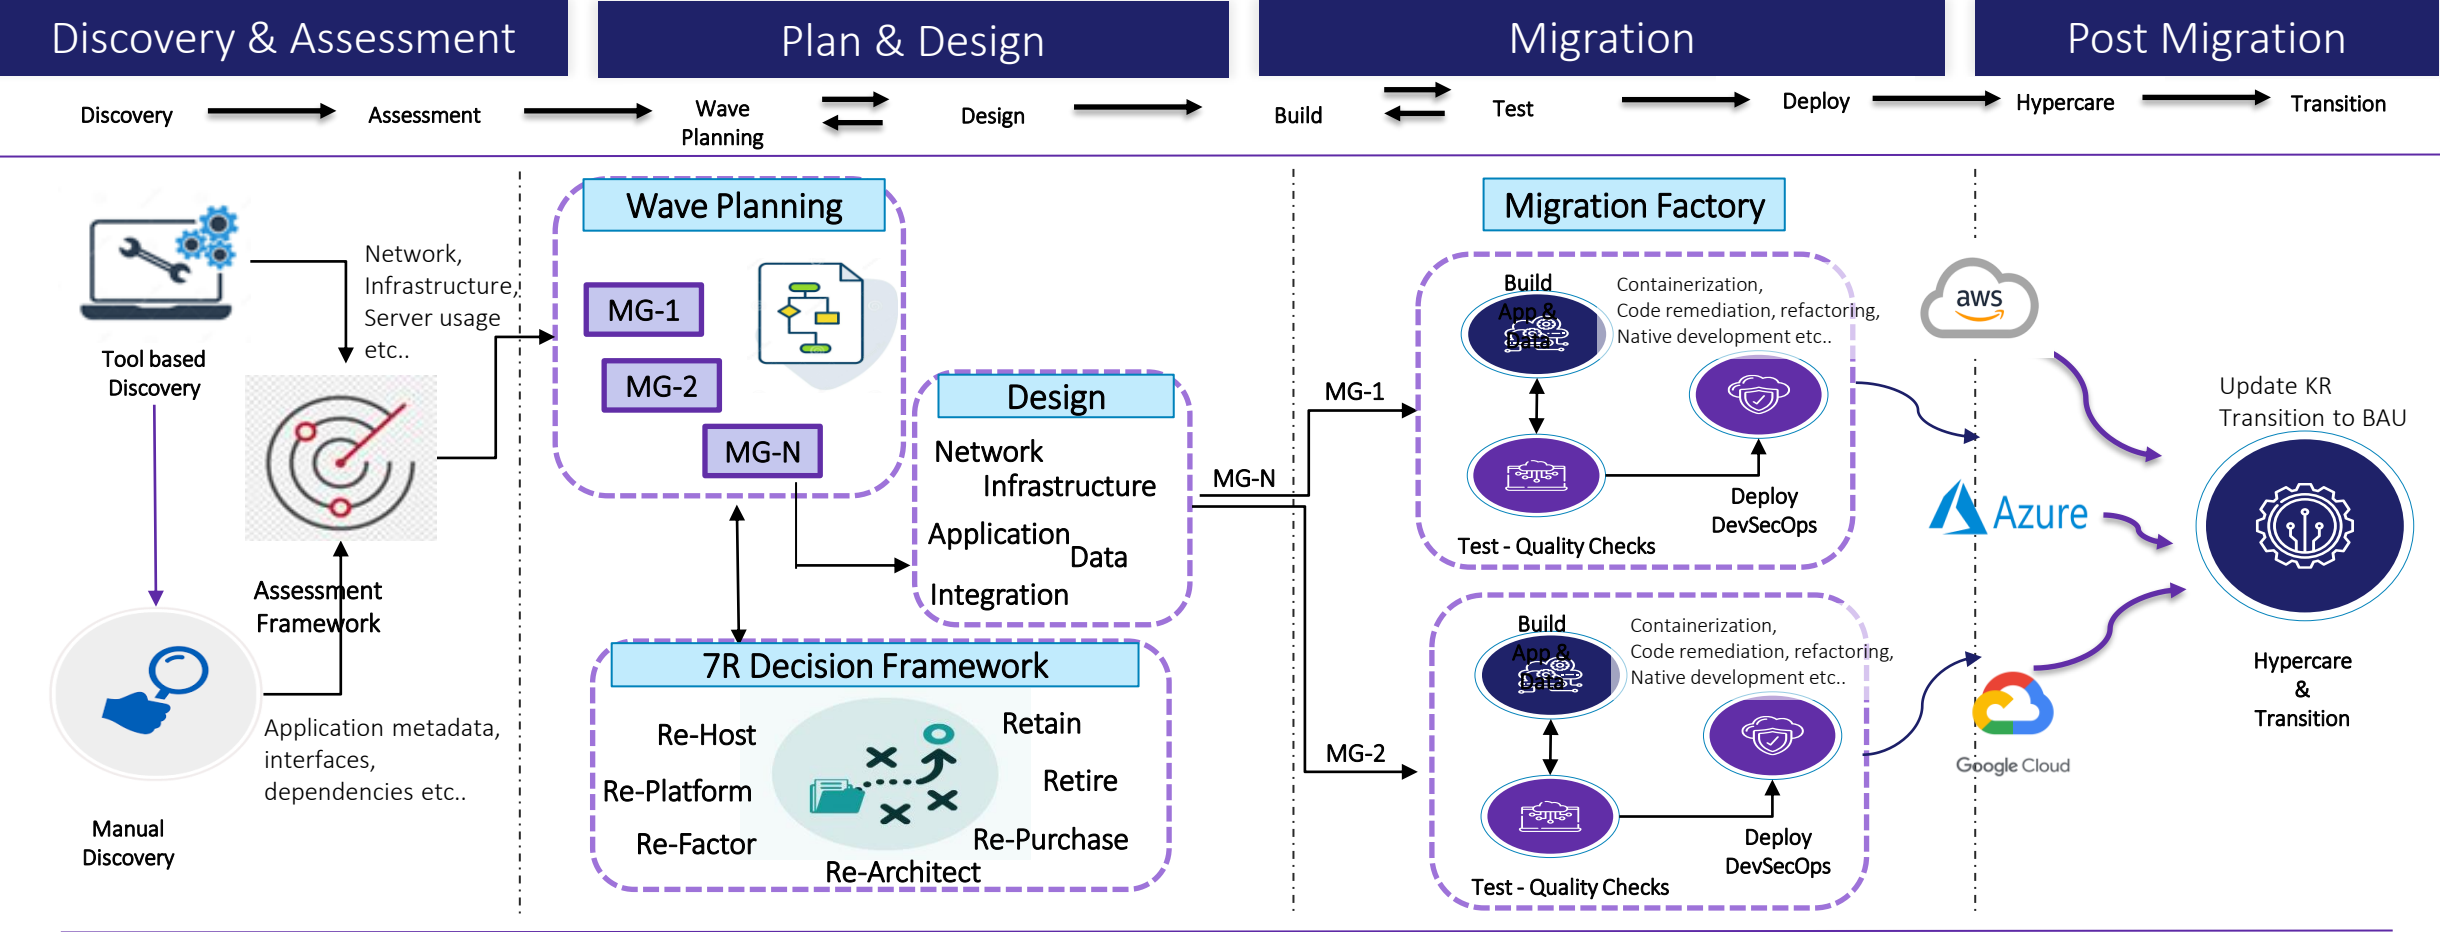 Discovery & Assessment
Plan & Design
Migration
Post Migration
Discovery
Assessment
Wave
Planning
Design
Build
Test
Deploy
Hypercare
Transition
Tool based
Discovery
Network,
Infrastructure,
Server usage
etc..
Assessment
Framework
Application metadata,
interfaces,
dependencies etc..
Manual
Discovery
Wave Planning
MG-1
MG-2
MG-N
Design
Network
Infrastructure
Application
Data
Integration
7R Decision Framework
Re-Host
Re-Platform
Re-Factor
Re-Architect
Retain
Retire
Re-Purchase
MG-N
MG-1
MG-2
Migration Factory
Build
App &
Data
Containerization,
Code remediation, refactoring,
Native development etc..
Deploy
DevSecOps
Test - Quality Checks
Build
App &
Data
Containerization,
Code remediation, refactoring,
Native development etc..
Deploy
DevSecOps
Test - Quality Checks
aws
Azure
Google Cloud
Update KR
Transition to BAU
Hypercare
&
Transition